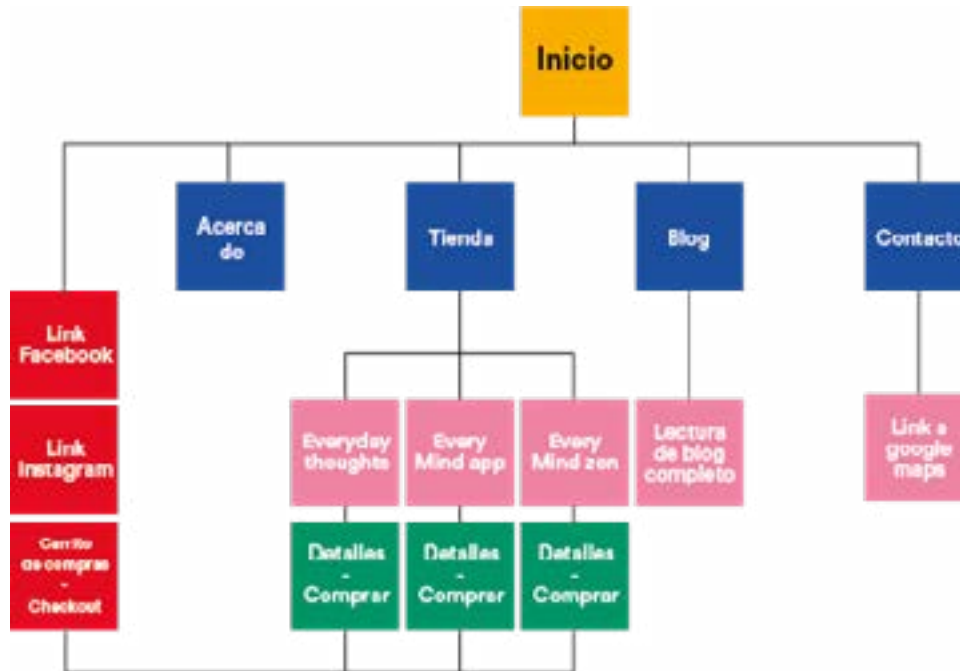 Inicio
Acerca
de
Tienda
Blog
Contacto
Link
Facebook
Link
Instagram
Carrito
de compras
-
Checkout
Everyday
thoughts
Every
Mind app
Every
Mind zen
Lectura
de blog
completo
Link a
google
maps
Detalles
-
Comprar
Detalles
-
Comprar
Detalles
-
Comprar